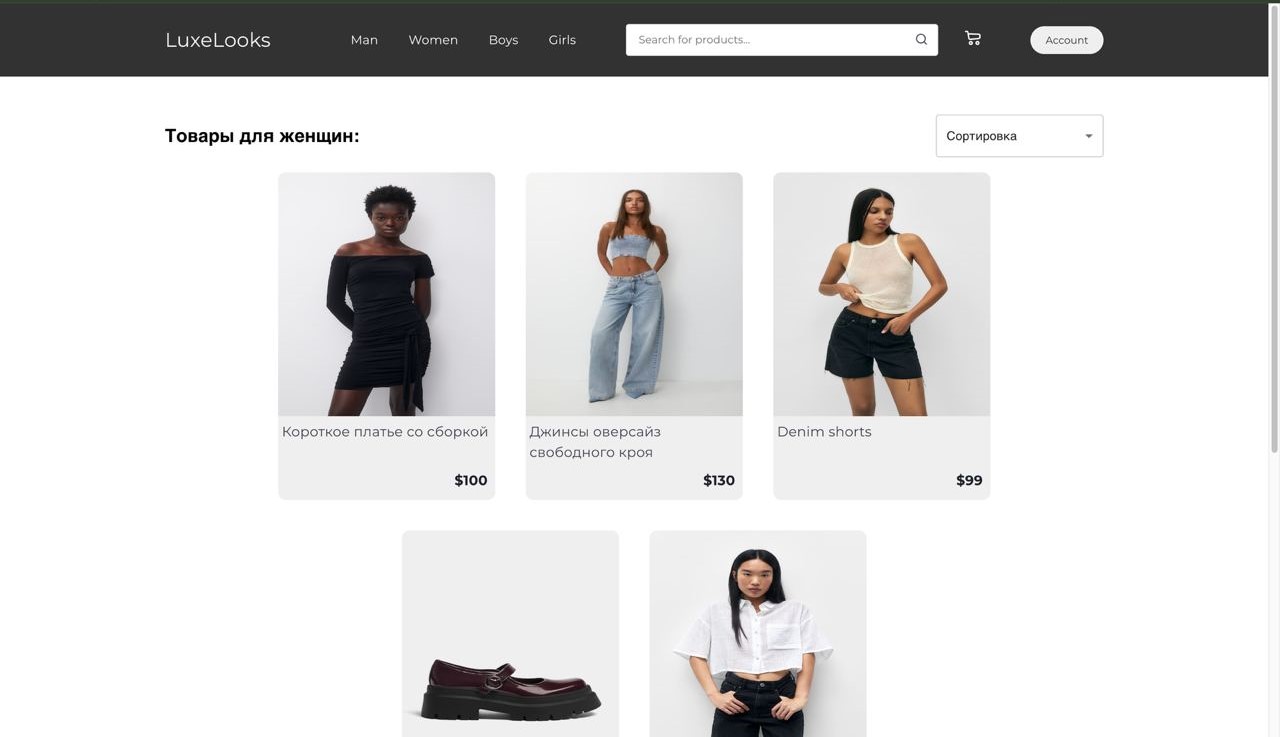 LuxeLooks
Man
Women
Boys
Girls
Search for products...
Account
Товары для женщин:
Сортировка
Короткое платье со сборкой
$100
Джинсы оверсайз
свободного кроя
$130
Denim shorts
$99